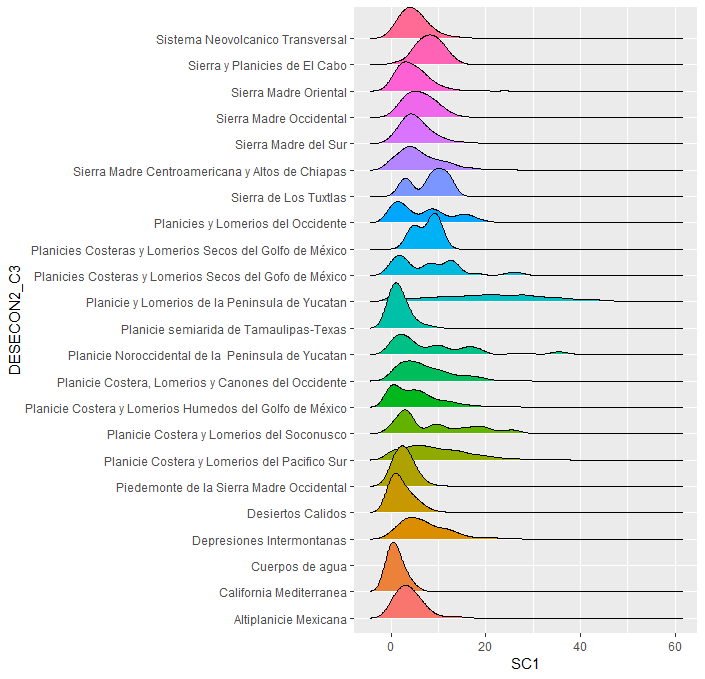 Sistema Neovolcanico Transversal
Sierra y Planicies de El Cabo
Sierra Madre Oriental
Sierra Madre Occidental
Sierra Madre del Sur
Sierra Madre Centroamericana y Altos de Chiapas
Sierra de Los Tuxtlas
Planicies y Lomerios del Occidente
Planicies Costeras y Lomerios Secos del Golfo de México
Planicies Costeras y Lomerios Secos del Gofo de México
Planicie y Lomerios de la Peninsula de Yucatan
Planicie semiarida de Tamaulipas-Texas
Planicie Noroccidental de la  Peninsula de Yucatan
Planicie Costera, Lomerios y Canones del Occidente
Planicie Costera y Lomerios Humedos del Golfo de México
Planicie Costera y Lomerios del Soconusco
Planicie Costera y Lomerios del Pacifico Sur
Piedemonte de la Sierra Madre Occidental
Desiertos Calidos
Depresiones Intermontanas
Cuerpos de agua
California Mediterranea
Altiplanicie Mexicana
DESECON2_C3
0 20 40 60
SC1